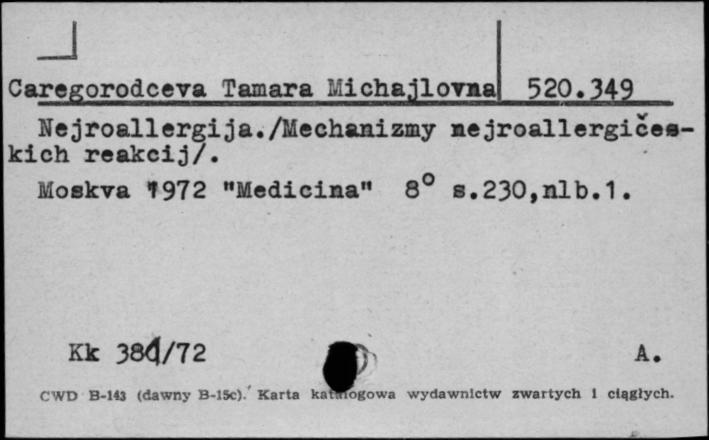 Caregorodceva Tamara Michajlovna 520.349
Nejroallergija./Mechanizmy nejroallergičes-
kich reakcij/.
Moskva 1972 "Medicina" 8° s.230,nlb.1.
Kk 381/72 A.
CWD B-143 (dawny B-15c). Karta katalogowa wydawnictw zwartych i ciągłych.